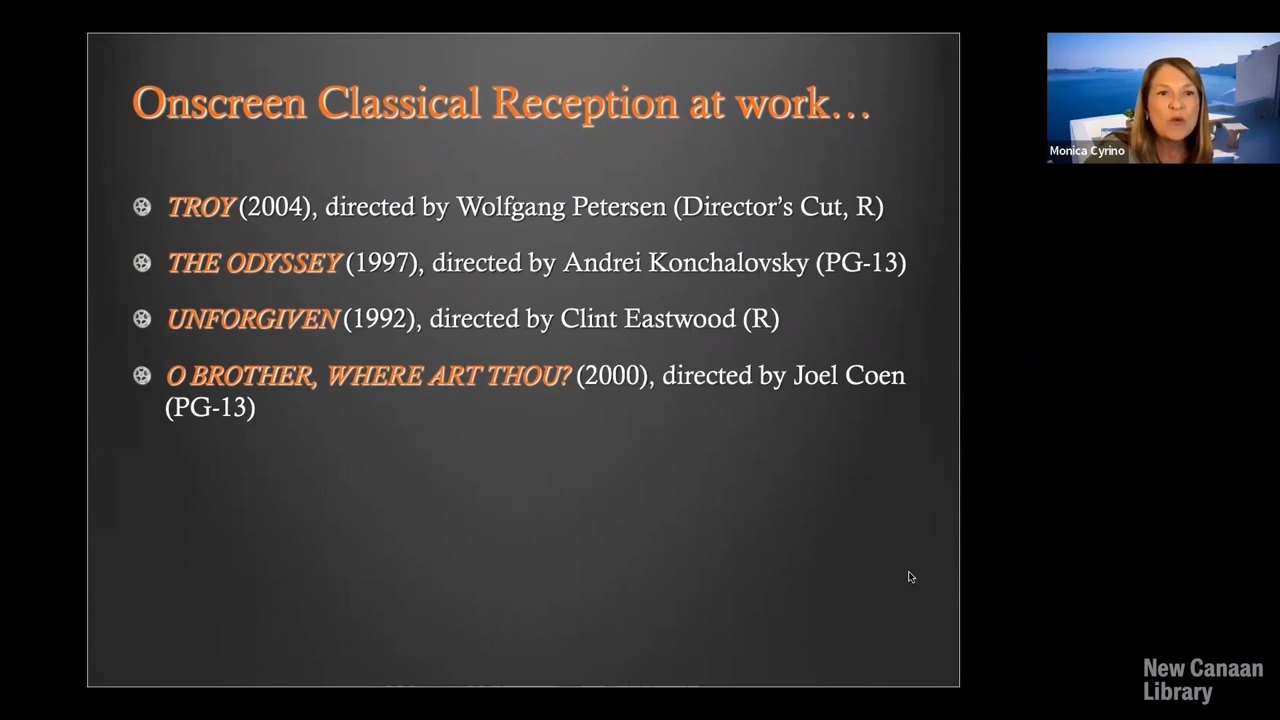 Onscreen Classical Reception at work…
TROY (2004), directed by Wolfgang Petersen (Director’s Cut, R)
THE ODYSSEY (1997), directed by Andrei Konchalovsky (PG-13)
UNFORGIVEN (1992), directed by Clint Eastwood (R)
O BROTHER, WHERE ART THOU? (2000), directed by Joel Coen
(PG-13)
Monica Cyrino
New Canaan
Library